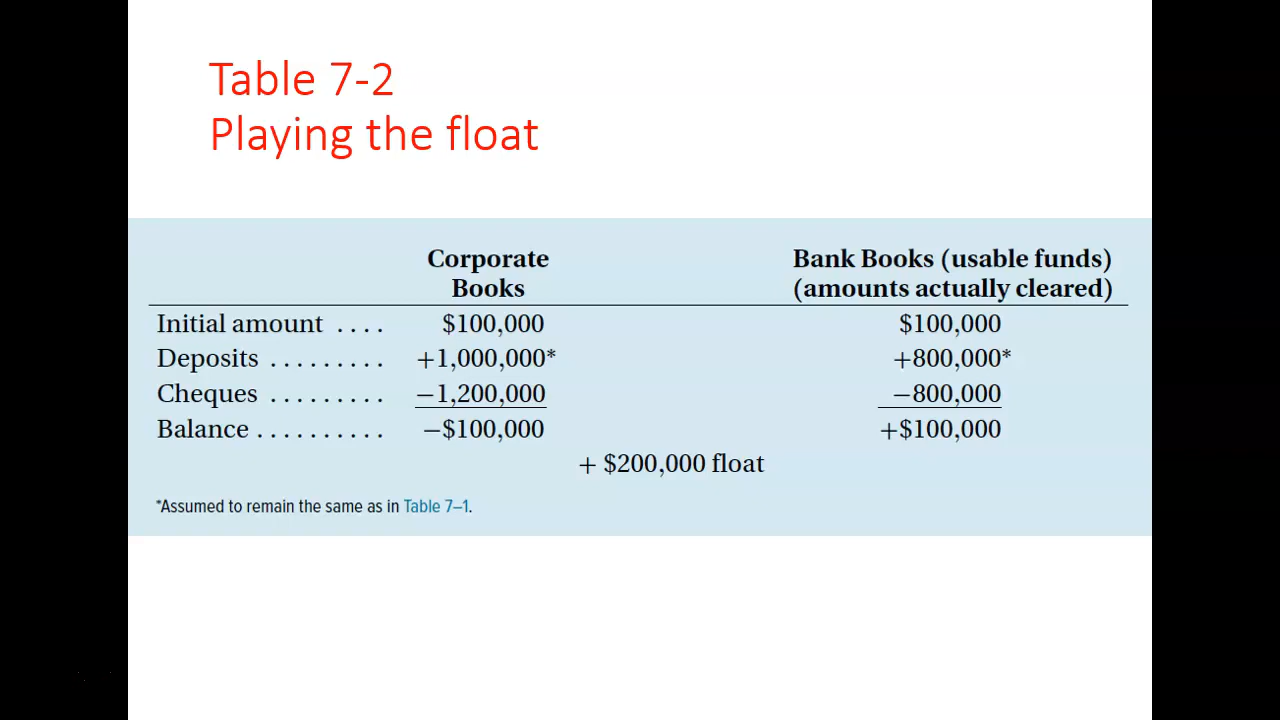 Table 7-2
Playing the float
Corporate Books Bank Books (usable funds) (amounts actually cleared)
Initial amount .... $100,000 $100,000
Deposits ......... +1,000,000* +800,000*
Cheques ......... −1,200,000 −800,000
Balance .......... −$100,000 +$100,000
+ $200,000 float
*Assumed to remain the same as in Table 7–1.